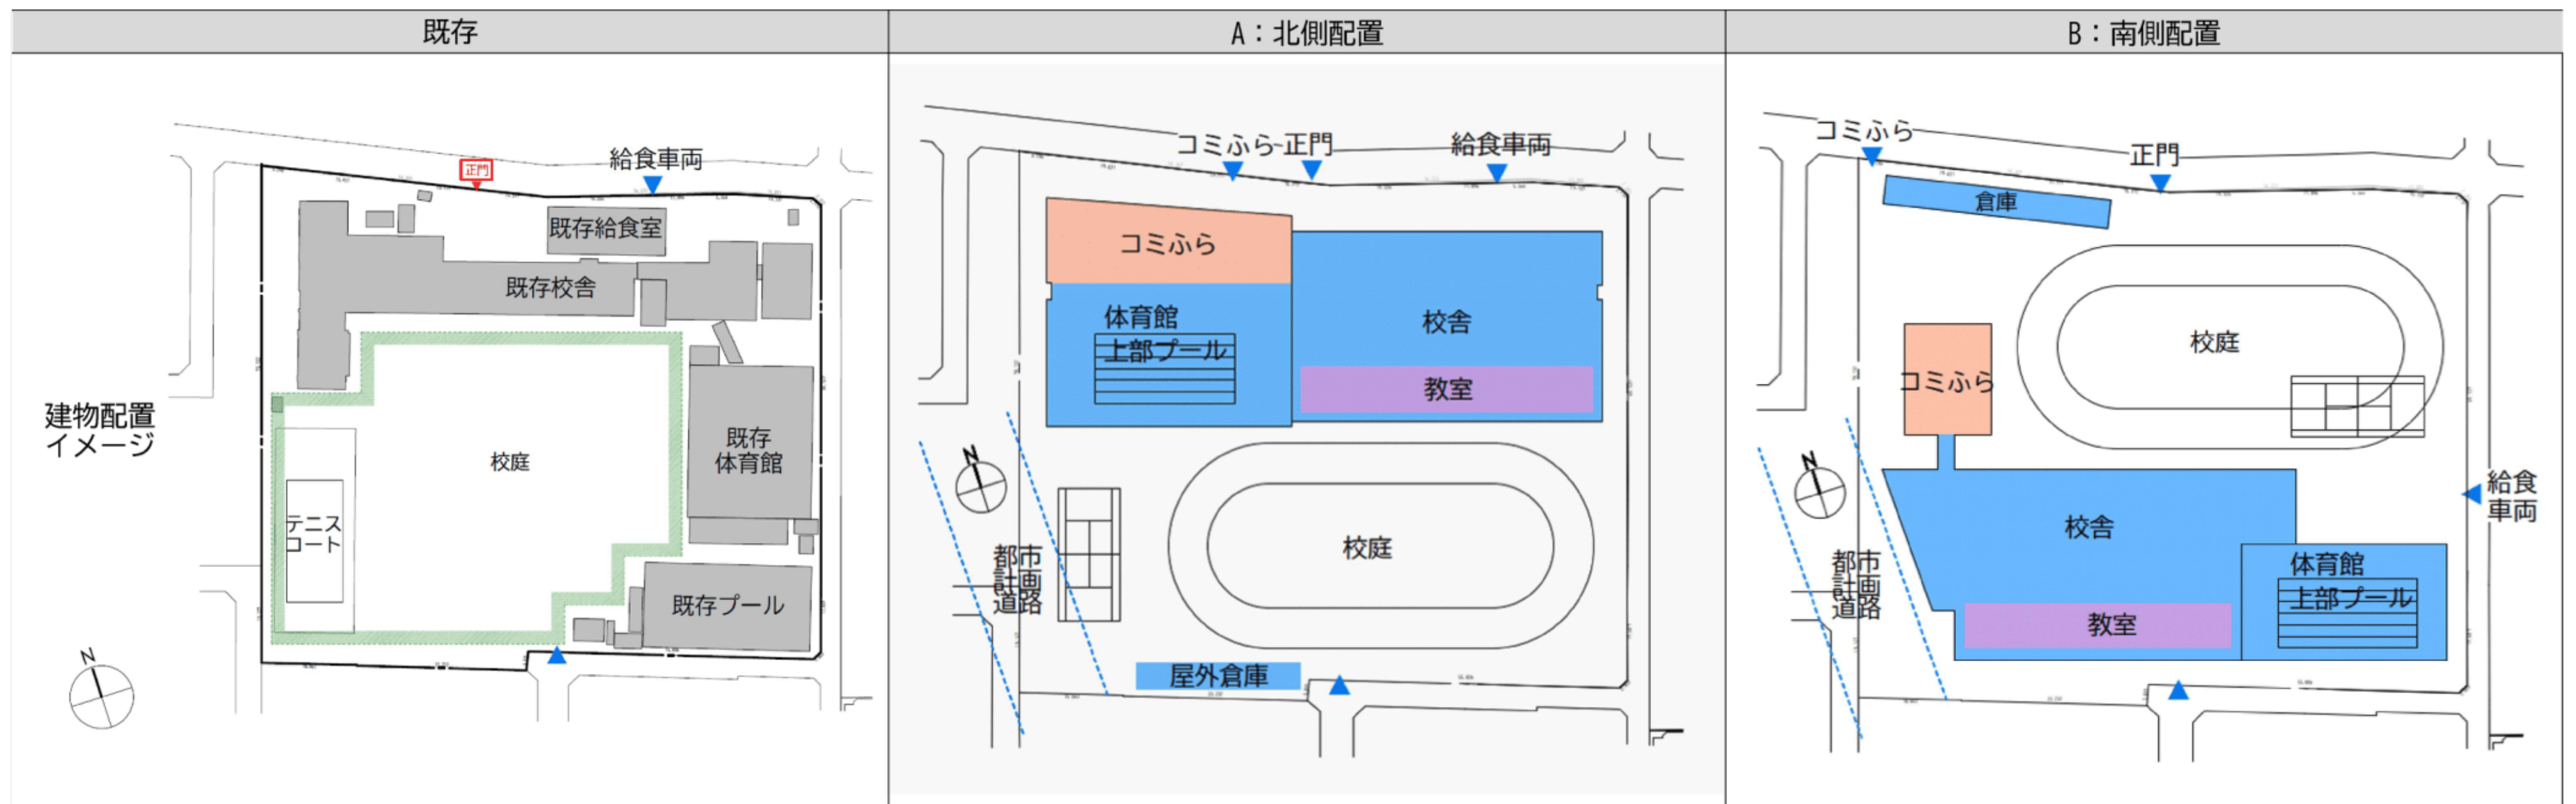 既存
A：北側配置
B：南側配置
建物配置
イメージ
正門
給食車両
既存給食室
既存校舎
校庭
既存
体育館
テニス
コート
既存プール
N
コミふら
正門
給食車両
コミふら
体育館
上部プール
校舎
教室
N
都市
計画
道路
校庭
屋外倉庫
コミふら
正門
倉庫
校庭
コミふら
N
給食
車両
校舎
都市
計画
道路
体育館
上部プール
教室